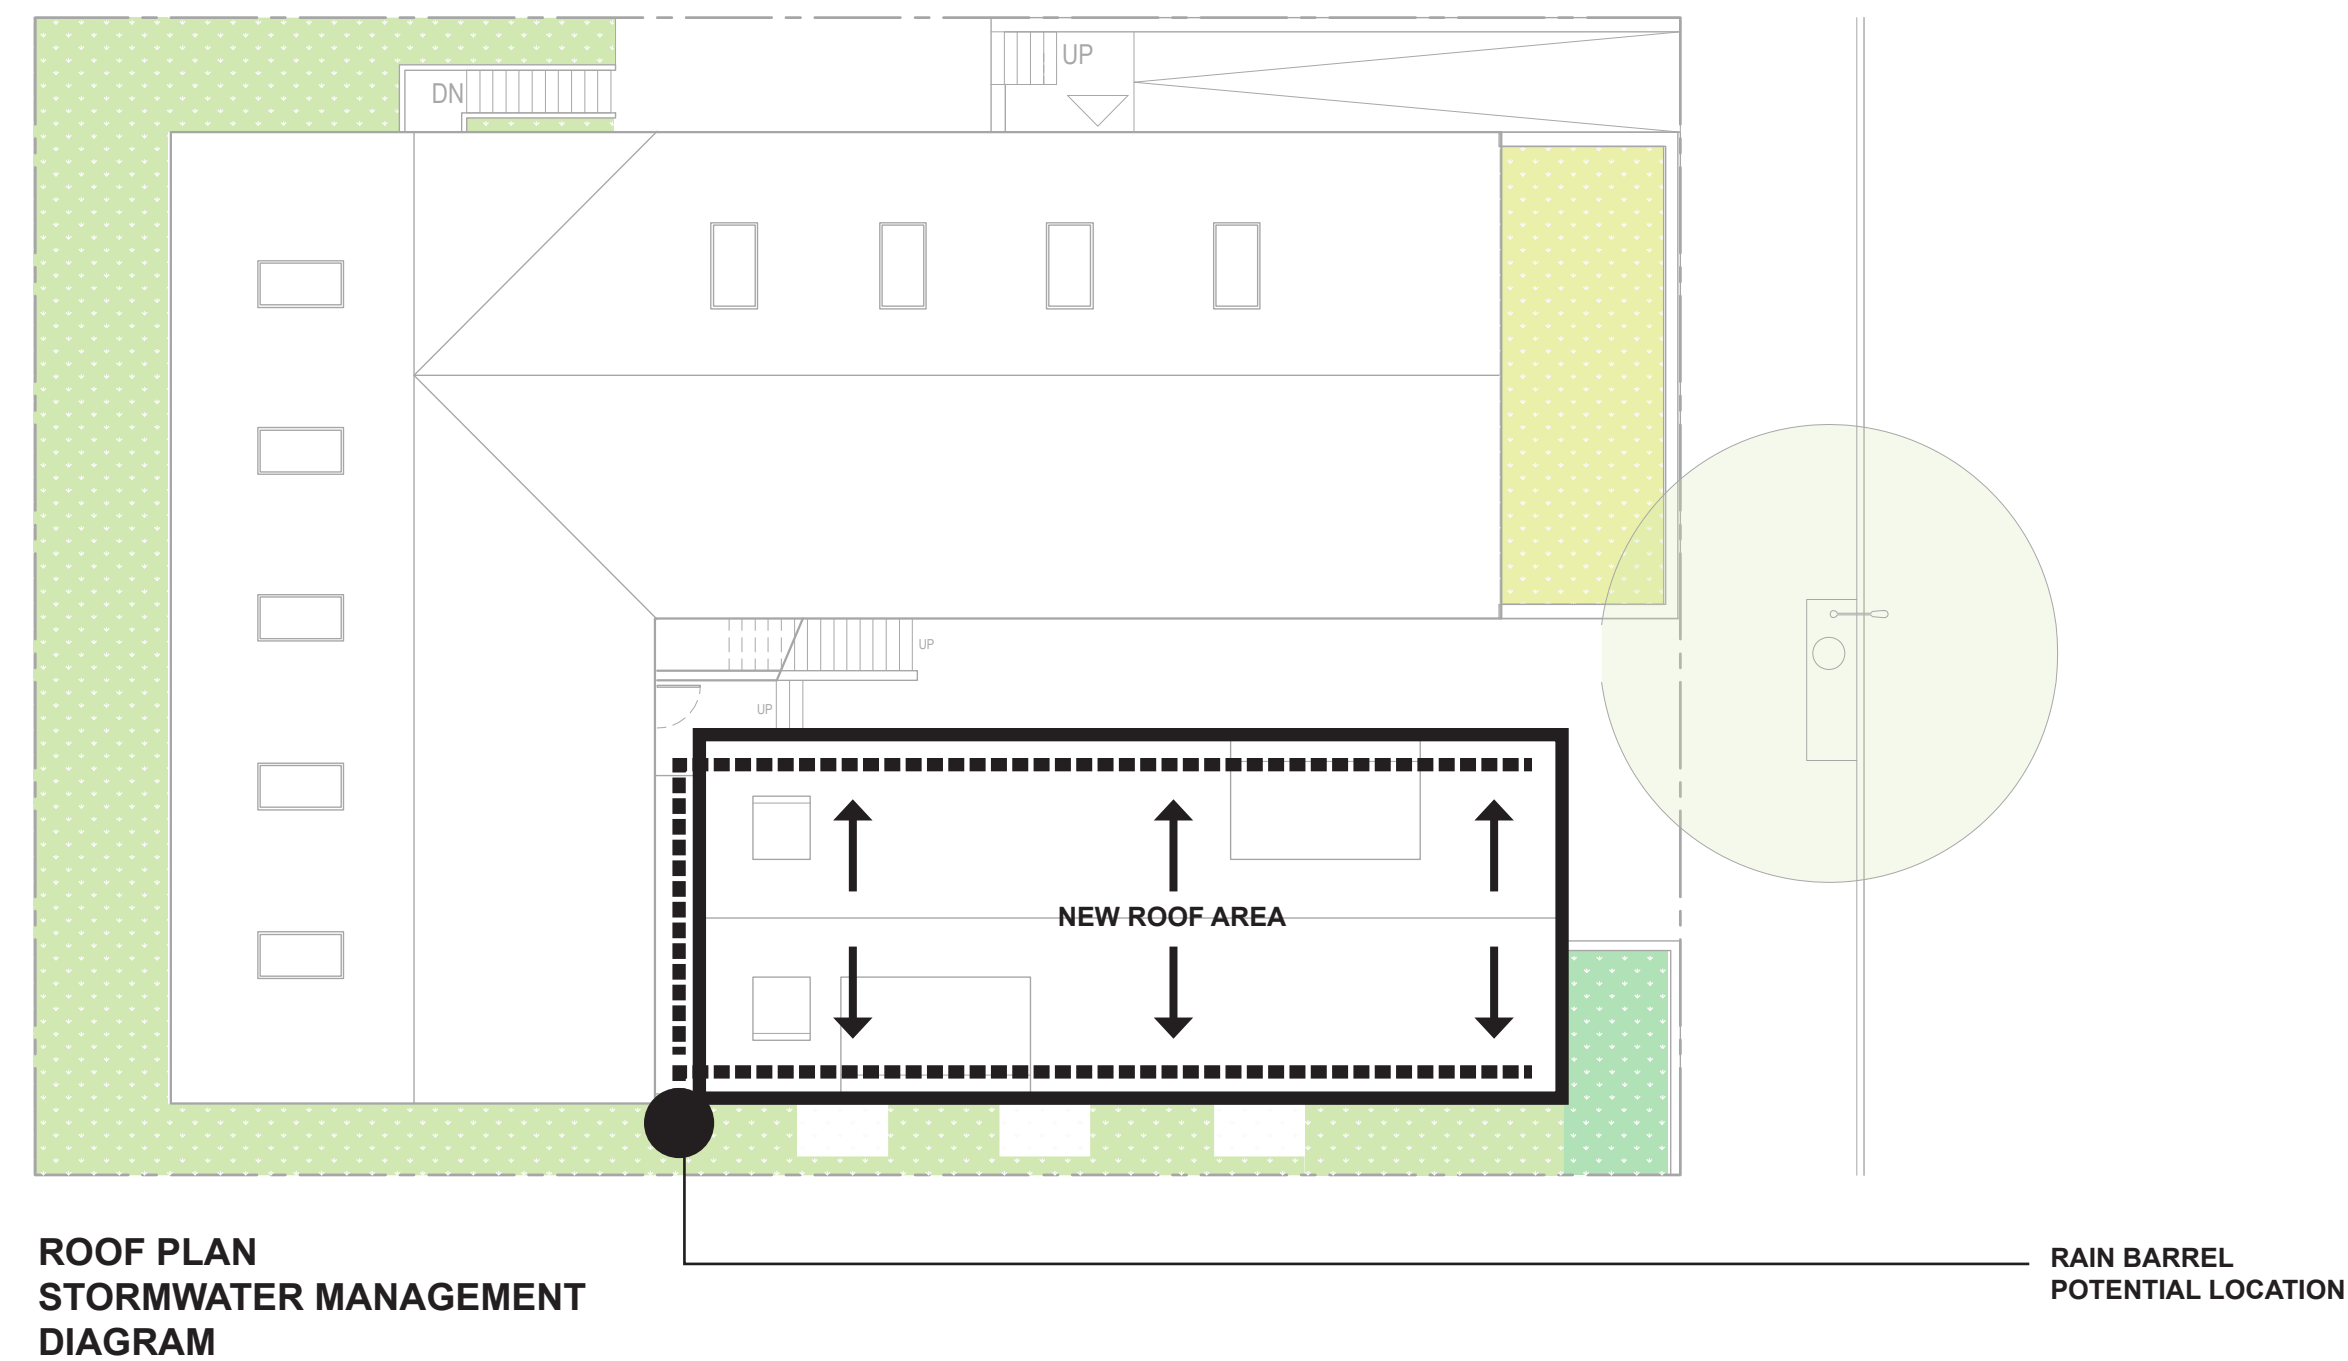 UP
DN
UP
UP
NEW ROOF AREA
ROOF PLAN
STORMWATER MANAGEMENT
DIAGRAM
RAIN BARREL
POTENTIAL LOCATION